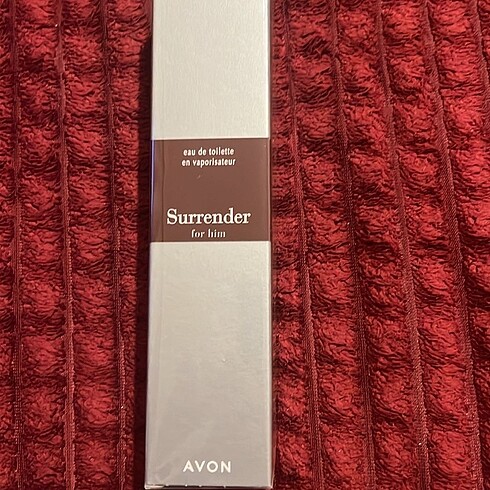 eau de toilette
en vaporisateur
Surrender
for him
AVON